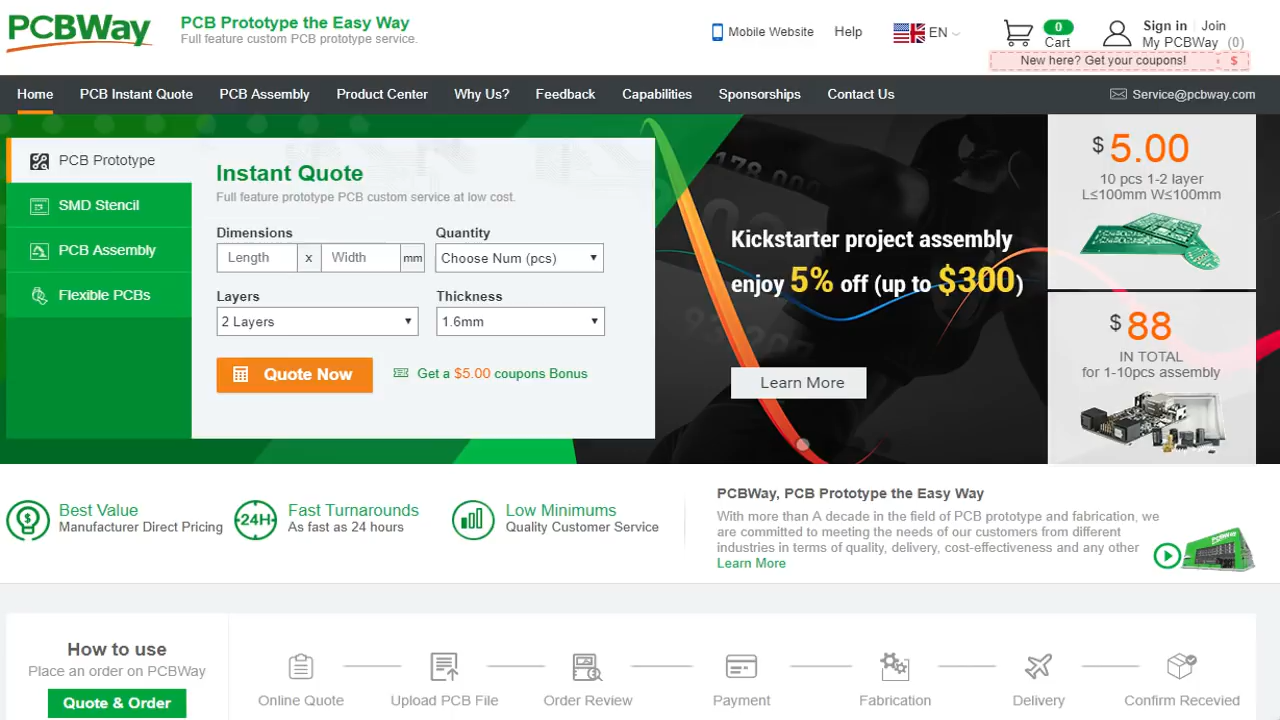 PCBWay
PCB Prototype the Easy Way
Full feature custom PCB prototype service.
Mobile Website
Help
EN
0
Cart
Sign in
Join
My PCBWay (0)
New here? Get your coupons! $
Home
PCB Instant Quote
PCB Assembly
Product Center
Why Us?
Feedback
Capabilities
Sponsorships
Contact Us
Service@pcbway.com
PCB Prototype
SMD Stencil
PCB Assembly
Flexible PCBs
Instant Quote
Full feature prototype PCB custom service at low cost.
Dimensions
Length x Width mm
Quantity
Choose Num (pcs)
Layers
2 Layers
Thickness
1.6mm
Quote Now
Get a $5.00 coupons Bonus
Kickstarter project assembly
enjoy 5% off (up to $300)
Learn More
$ 5.00
10 pcs 1-2 layer
L≤100mm W≤100mm
$ 88
IN TOTAL
for 1-10pcs assembly
Best Value
Manufacturer Direct Pricing
24H
Fast Turnarounds
As fast as 24 hours
Low Minimums
Quality Customer Service
PCBWay, PCB Prototype the Easy Way
With more than A decade in the field of PCB prototype and fabrication, we
are committed to meeting the needs of our customers from different
industries in terms of quality, delivery, cost-effectiveness and any other
Learn More
PCBWay
How to use
Place an order on PCBWay
Quote & Order
Online Quote
Upload PCB File
Order Review
Payment
Fabrication
Delivery
Confirm Recevied